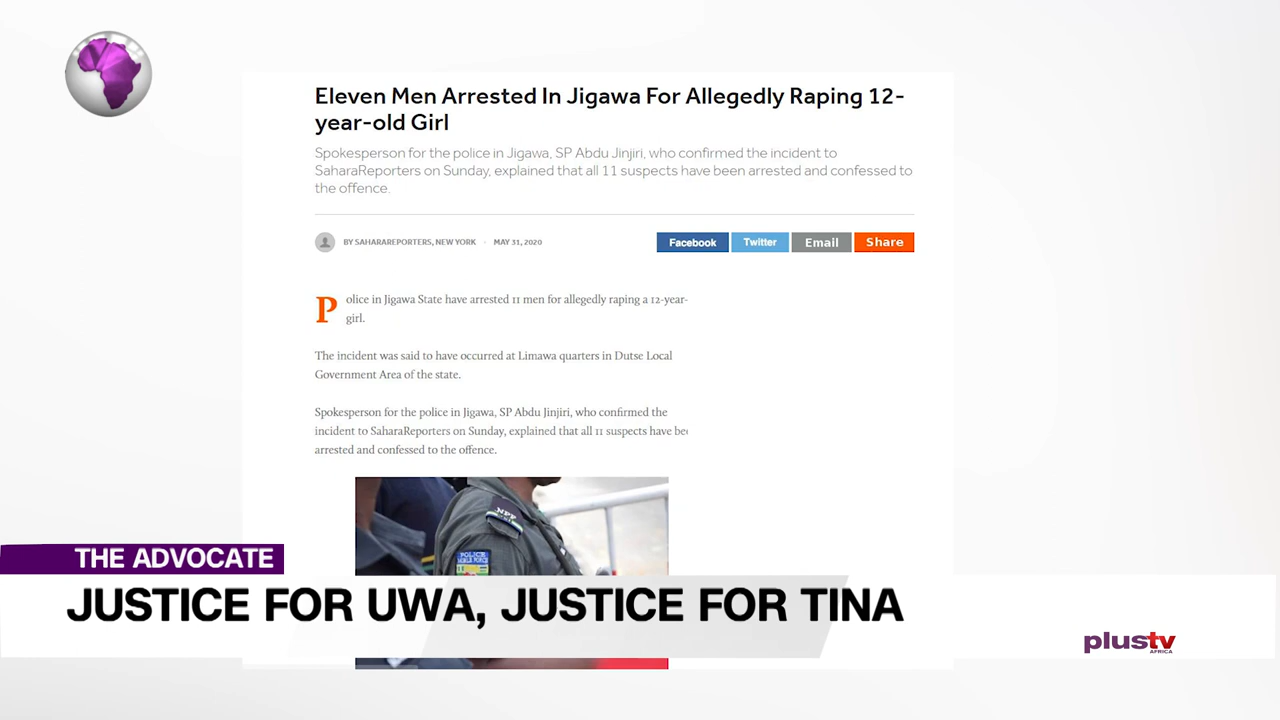 Eleven Men Arrested In Jigawa For Allegedly Raping 12-
year-old Girl
Spokesperson for the police in Jigawa, SP Abdu Jinjiri, who confirmed the incident to
SaharaReporters on Sunday, explained that all 11 suspects have been arrested and confessed to
the offence.
BY SAHARAREPORTERS, NEW YORK · MAY 31, 2020
Facebook Twitter Email Share
Police in Jigawa State have arrested 11 men for allegedly raping a 12-year-
girl.
The incident was said to have occurred at Limawa quarters in Dutse Local
Government Area of the state.
Spokesperson for the police in Jigawa, SP Abdu Jinjiri, who confirmed the
incident to SaharaReporters on Sunday, explained that all 11 suspects have
arrested and confessed to the offence.
NPF
POLICE
THE ADVOCATE
JUSTICE FOR UWA, JUSTICE FOR TINA
plustv
AFRICA